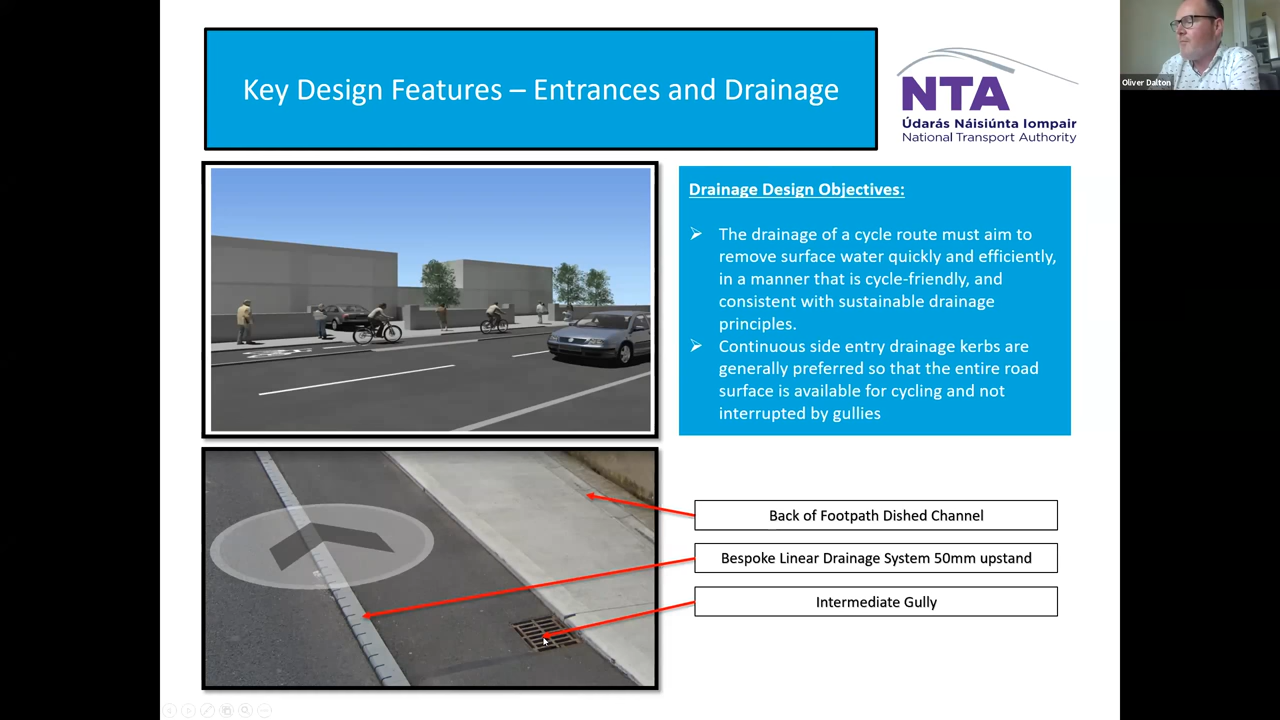 Key Design Features – Entrances and Drainage
NTA
Údarás Náisiúnta Iompair
National Transport Authority
Oliver Dalton
Drainage Design Objectives:
The drainage of a cycle route must aim to
remove surface water quickly and efficiently,
in a manner that is cycle-friendly, and
consistent with sustainable drainage
principles.
Continuous side entry drainage kerbs are
generally preferred so that the entire road
surface is available for cycling and not
interrupted by gullies
Back of Footpath Dished Channel
Bespoke Linear Drainage System 50mm upstand
Intermediate Gully